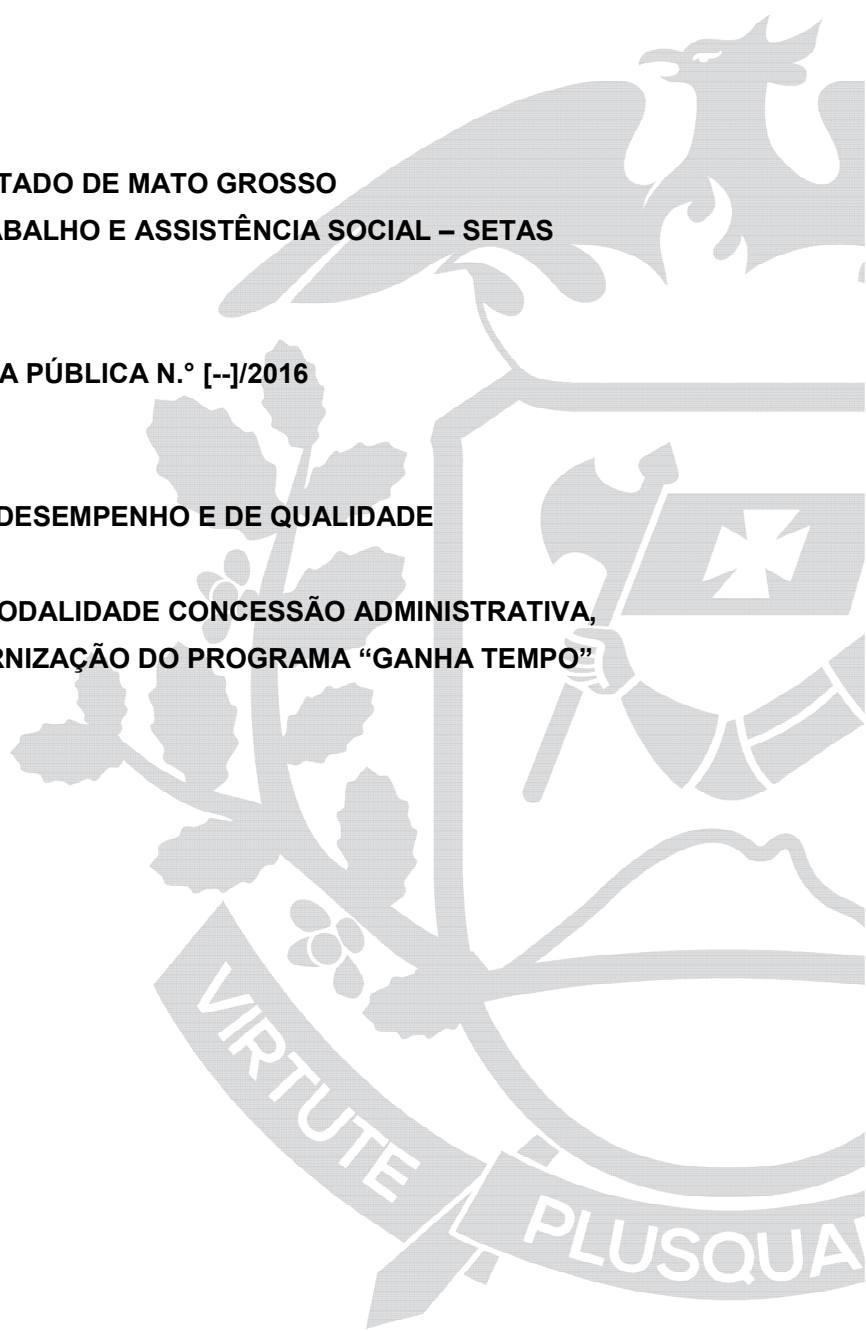 TADO DE MATO GROSSO
ABALHO E ASSISTÊNCIA SOCIAL – SETAS
A PÚBLICA N.° [--]/2016
DESEMPENHO E DE QUALIDADE
ODALIDADE CONCESSÃO ADMINISTRATIVA,
RNIZAÇÃO DO PROGRAMA “GANHA TEMPO”
VIRTUTE
PLUSQUA